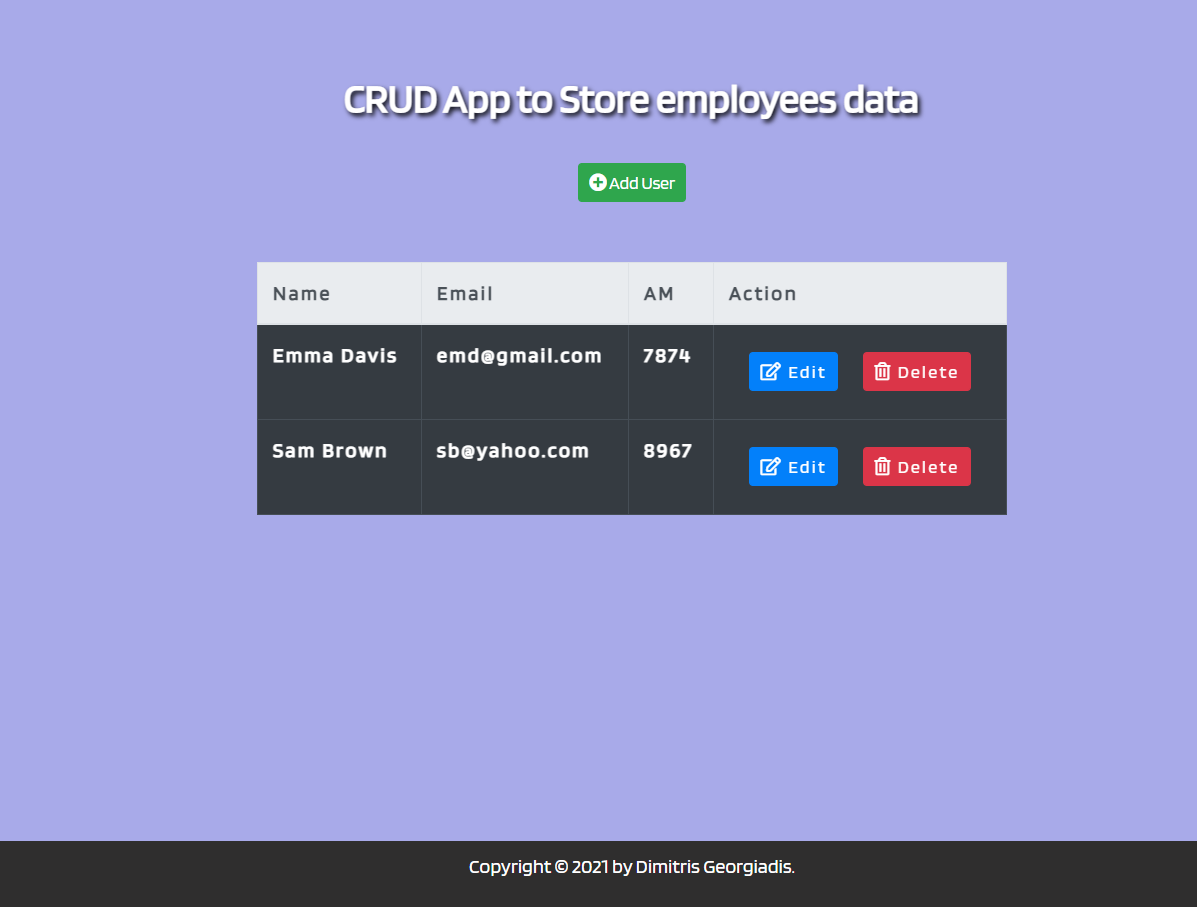 CRUD App to Store employees data
Add User
Name Email AM Action
Emma Davis emd@gmail.com 7874 Edit Delete
Sam Brown sb@yahoo.com 8967 Edit Delete
Copyright © 2021 by Dimitris Georgiadis.